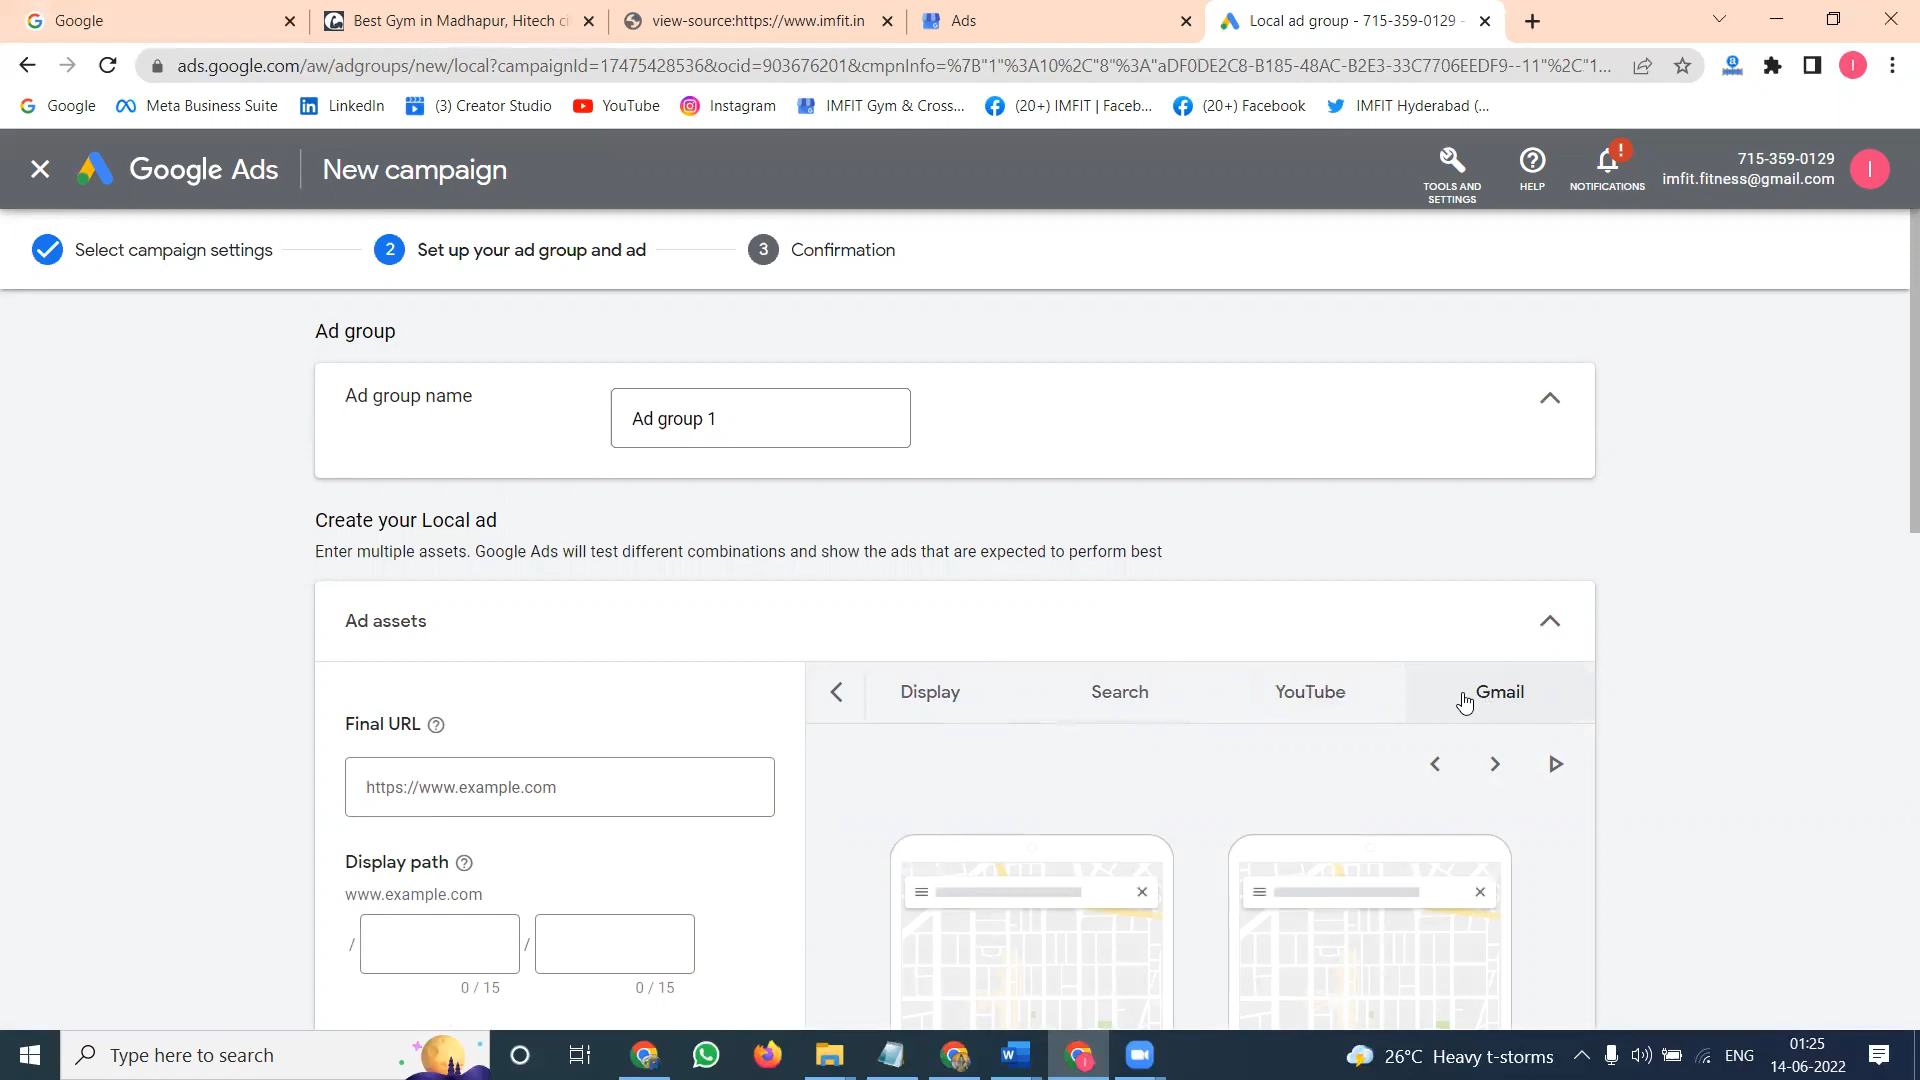 Google
Best Gym in Madhapur, Hitech ci
view-source:https://www.imfit.in
Ads
Local ad group - 715-359-0129 -
ads.google.com/aw/adgroups/new/local?campaignId=17475428536&ocid=903676201&cmpnInfo=%7B"1"%3A10%2C"8"%3A"aDF0DE2C8-B185-48AC-B2E3-33C7706EEDF9--11"%2C"1...
Google
Meta Business Suite
LinkedIn
(3) Creator Studio
YouTube
Instagram
IMFIT Gym & Cross...
(20+) IMFIT | Faceb...
(20+) Facebook
IMFIT Hyderabad (...
Google Ads
New campaign
TOOLS AND
SETTINGS
HELP
NOTIFICATIONS
715-359-0129
imfit.fitness@gmail.com
I
Select campaign settings
2 Set up your ad group and ad
3 Confirmation
Ad group
Ad group name
Ad group 1
Create your Local ad
Enter multiple assets. Google Ads will test different combinations and show the ads that are expected to perform best
Ad assets
Display
Search
YouTube
Gmail
Final URL
https://www.example.com
Display path
www.example.com
/ /
0 / 15
0 / 15
Type here to search
26°C Heavy t-storms
ENG
01:25
14-06-2022